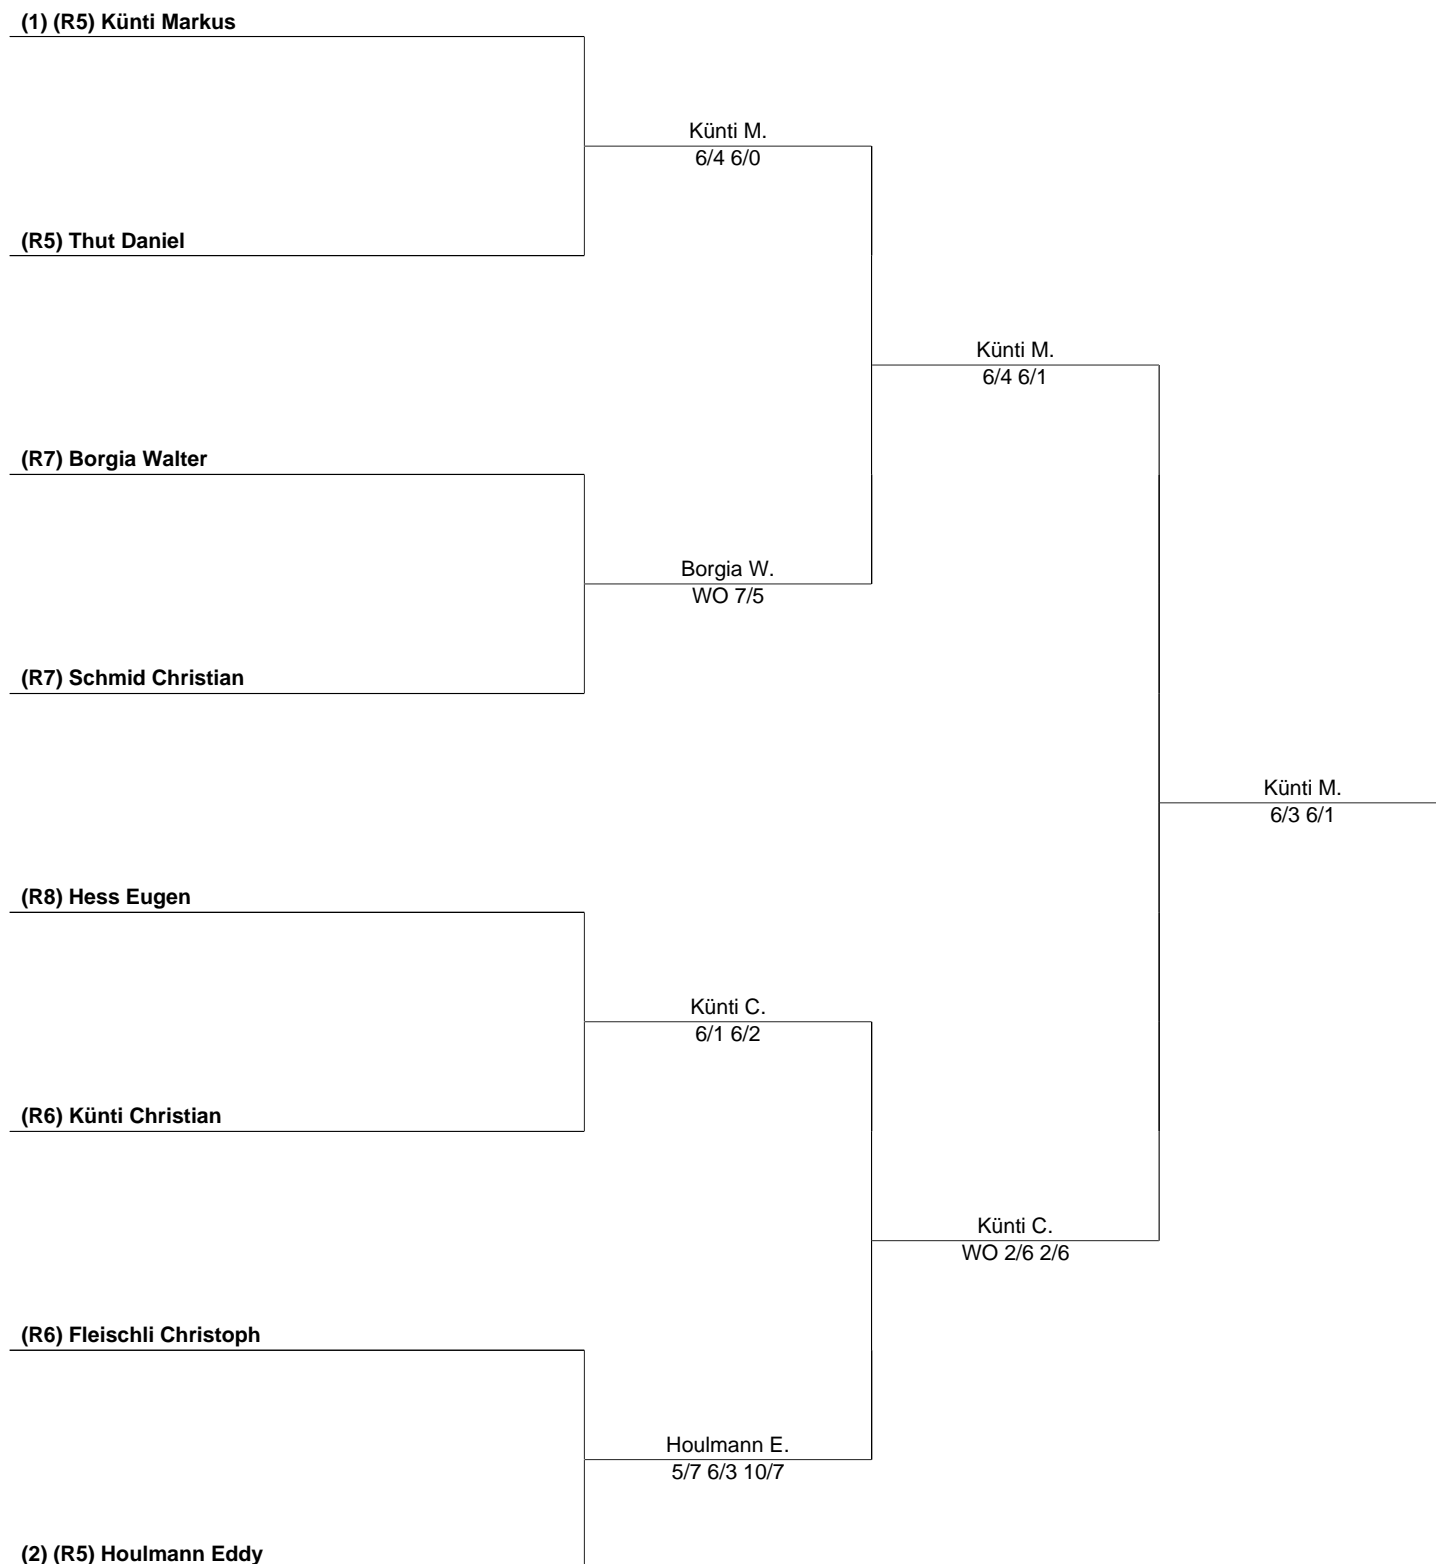 (1) (R5) Künti Markus
Künti M.
6/4 6/0
(R5) Thut Daniel
Künti M.
6/4 6/1
(R7) Borgia Walter
Borgia W.
WO 7/5
(R7) Schmid Christian
Künti M.
6/3 6/1
(R8) Hess Eugen
Künti C.
6/1 6/2
(R6) Künti Christian
Künti C.
WO 2/6 2/6
(R6) Fleischli Christoph
Houlmann E.
5/7 6/3 10/7
(2) (R5) Houlmann Eddy